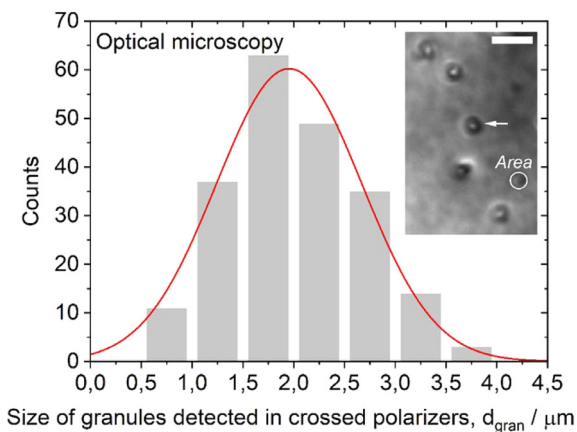 Optical microscopy
Area
Counts
70
60
50
40
30
20
10
0
0,0 0,5 1,0 1,5 2,0 2,5 3,0 3,5 4,0 4,5
Size of granules detected in crossed polarizers, d_gran / μm